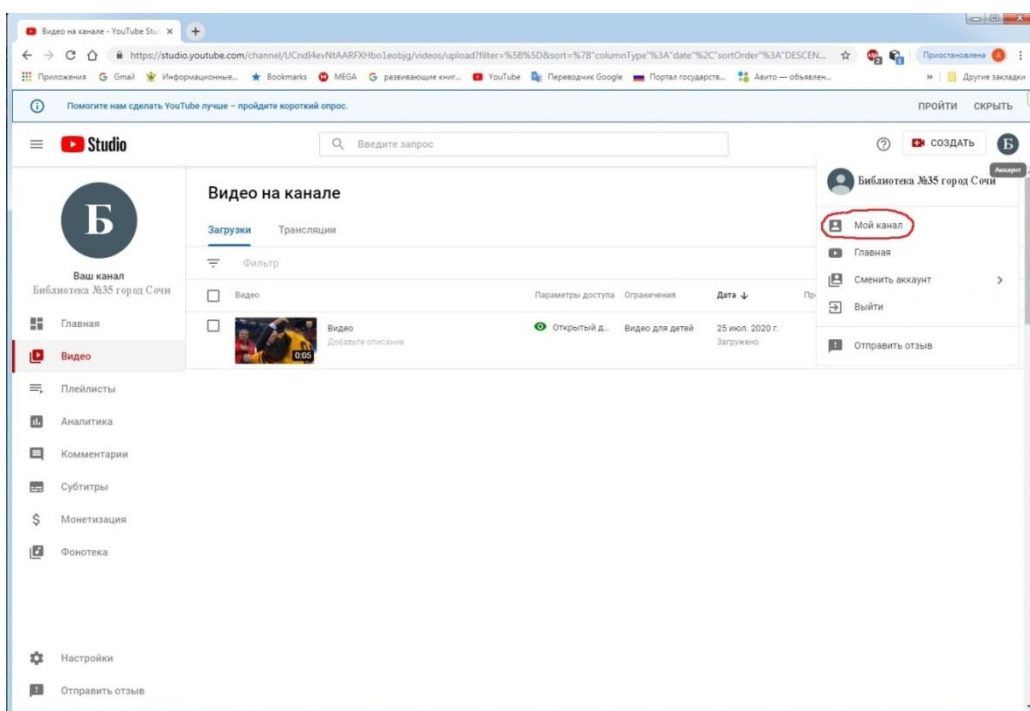 Видео на канале - YouTube Stu
https://studio.youtube.com/channel/UCnd4evNtAARFXHbo1eobjg/videos/upload?filter=%5B%5D&sort=%7B"columnType"%3A"date"%2C"sortOrder"%3A"DESCEN...
Приостановлена
Приложения Gmail Информационные... Bookmarks MEGA развивающие книг... YouTube Переводчик Google Портал государств... Авито — объявлен... » Другие закладки
Помогите нам сделать YouTube лучше – пройдите короткий опрос. ПРОЙТИ СКРЫТЬ
Studio
Введите запрос
СОЗДАТЬ
Б
Аккаунт
Библиотека №35 город Сочи
Мой канал
Главная
Сменить аккаунт
Выйти
Отправить отзыв
Б
Ваш канал
Библиотека №35 город Сочи
Главная
Видео
Плейлисты
Аналитика
Комментарии
Субтитры
Монетизация
Фонотека
Настройки
Отправить отзыв
Видео на канале
Загрузки Трансляции
Фильтр
Видео Параметры доступа Ограничения Дата Пр
0:05
Видео Открытый д... Видео для детей 25 июл. 2020 г.
Добавьте описание Загружено